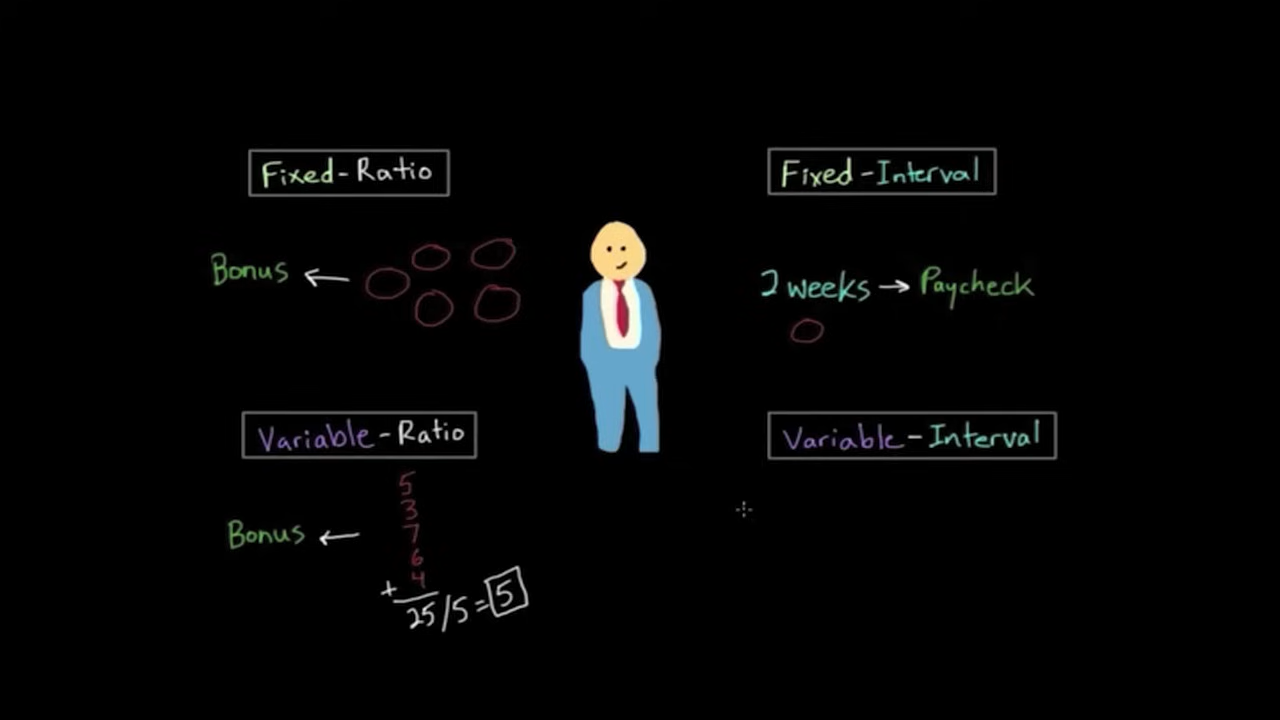 Fixed-Ratio
Bonus ←
Variable-Ratio
Bonus ←
5
3
7
6
+ 4
25/5=5
Fixed-Interval
2 weeks → Paycheck
Variable-Interval